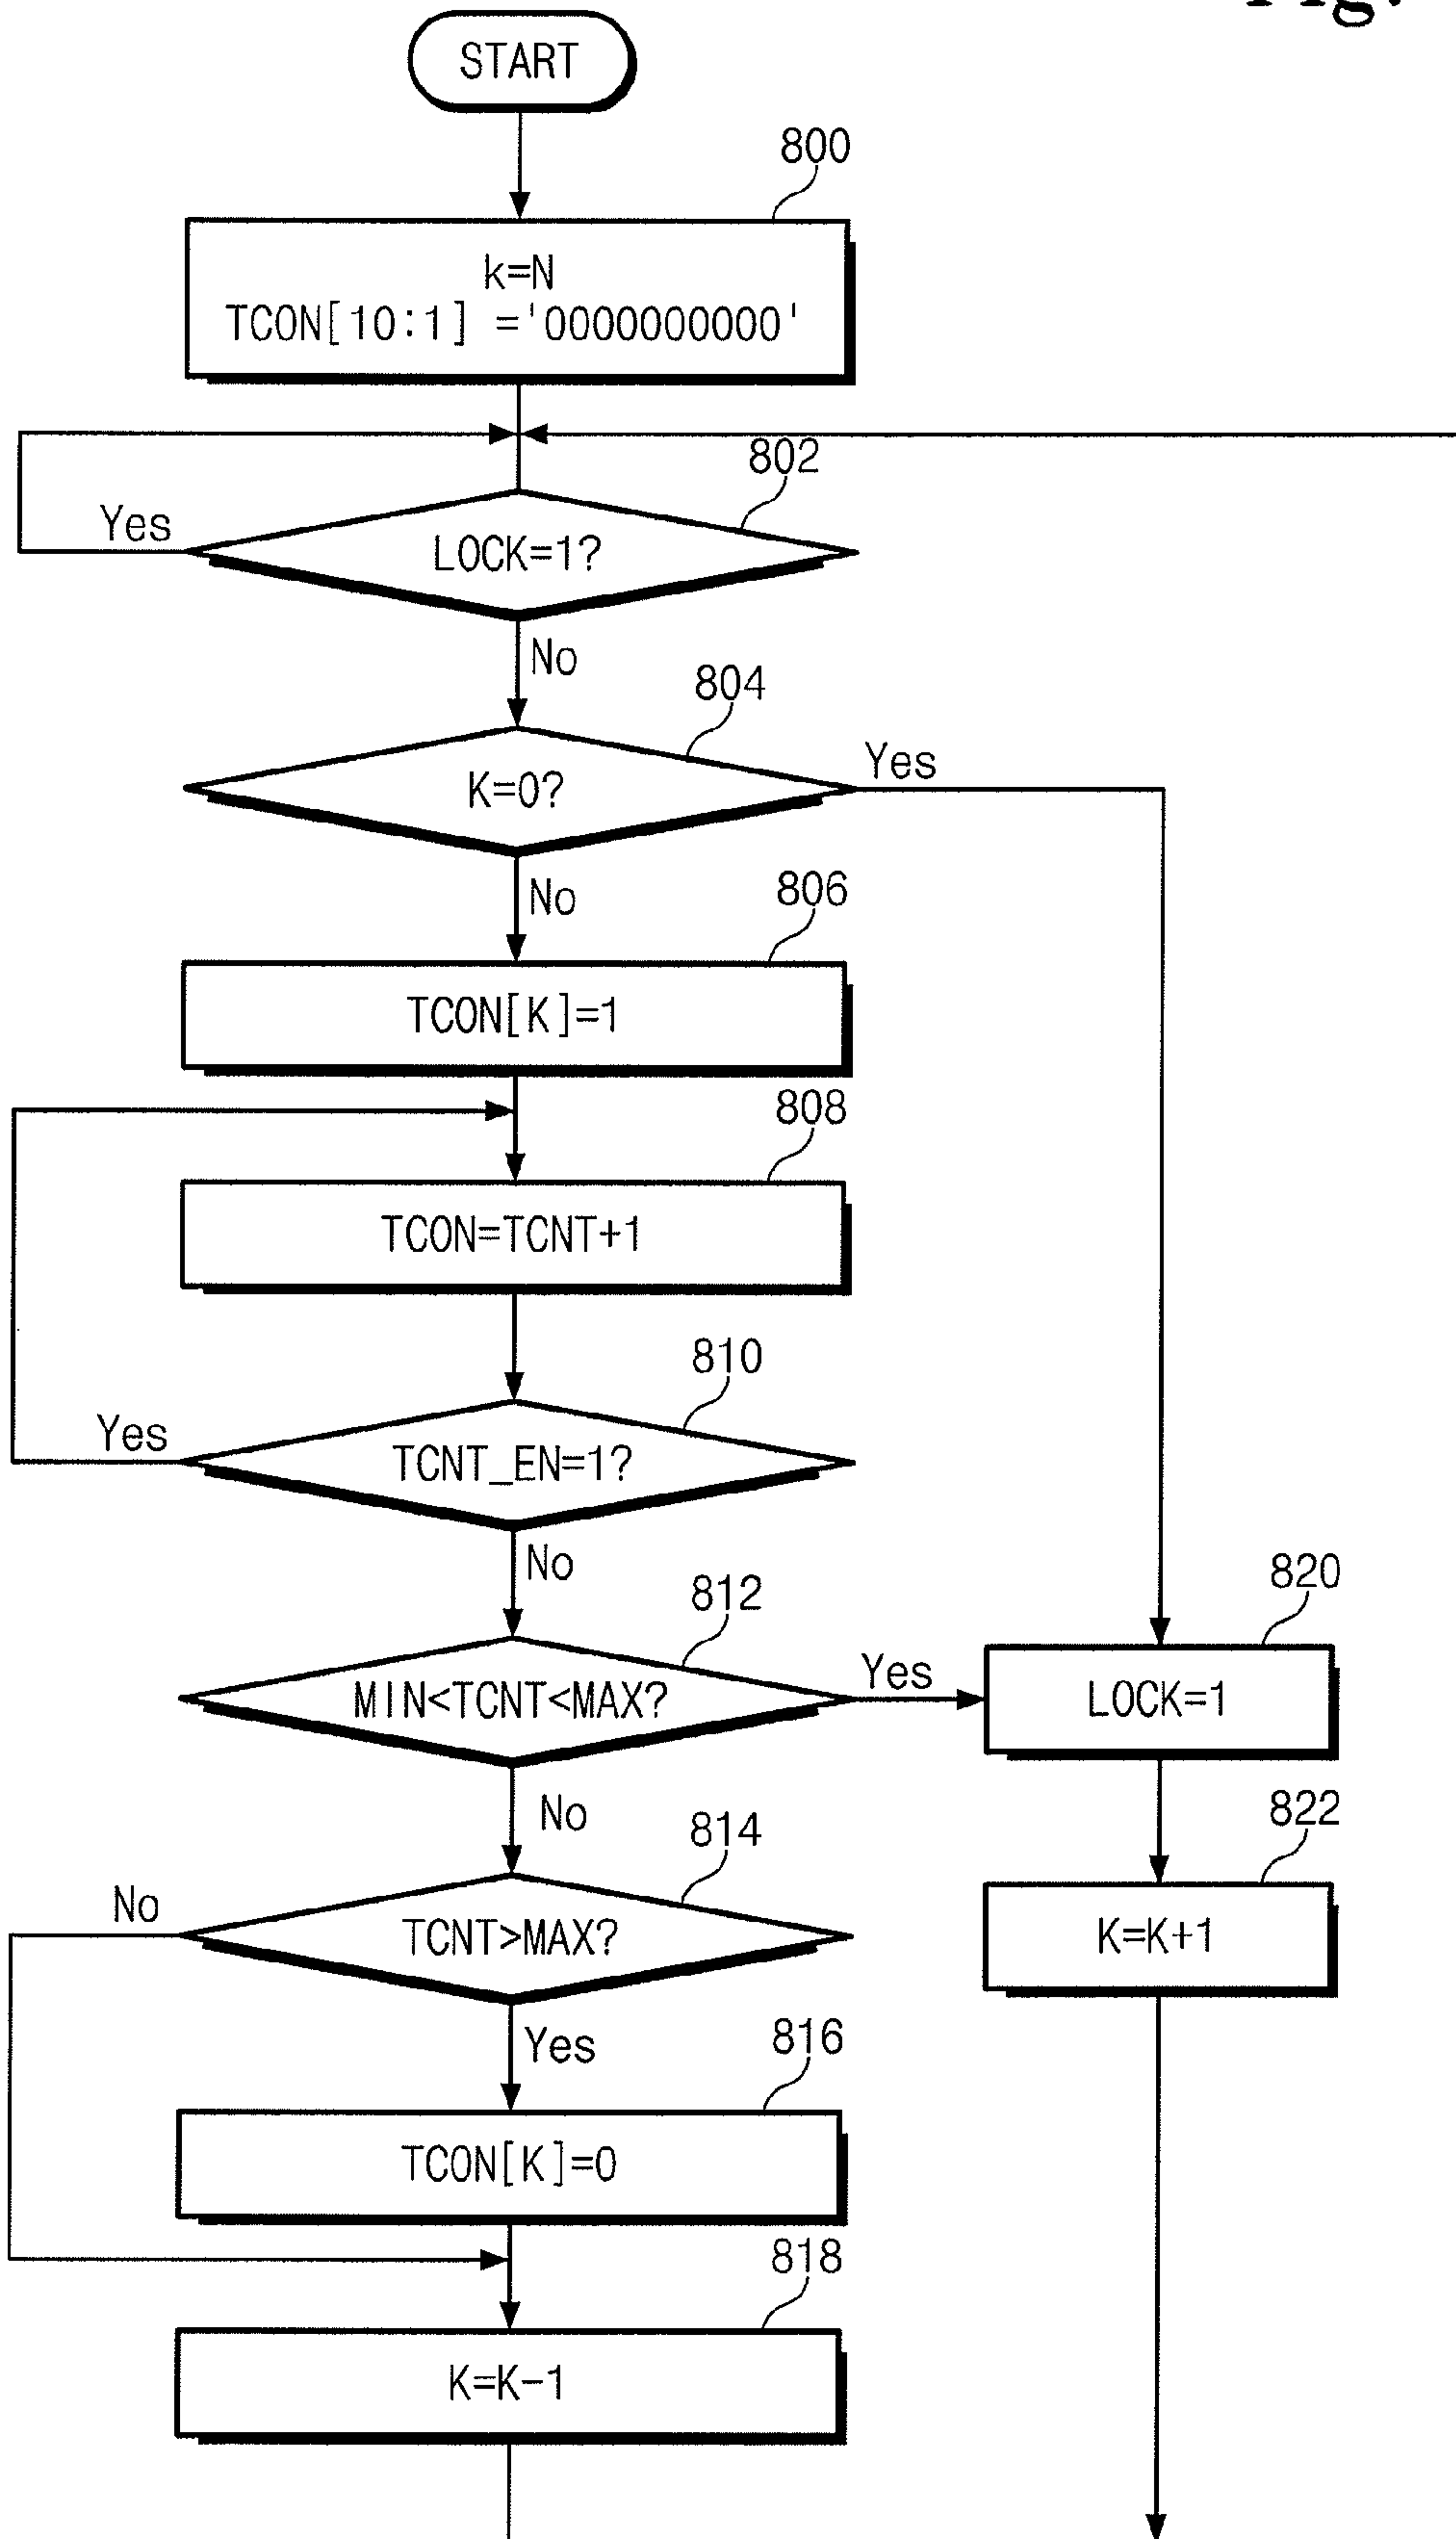 Fig.
START
800
k=N
TCON[10:1] ='0000000000'
802
Yes
LOCK=1?
No
804
K=0?
Yes
No
806
TCON[K]=1
808
TCON=TCNT+1
810
Yes
TCNT_EN=1?
No
812
MIN<TCNT<MAX?
Yes
820
LOCK=1
No
814
No
TCNT>MAX?
822
K=K+1
Yes
816
TCON[K]=0
818
K=K-1